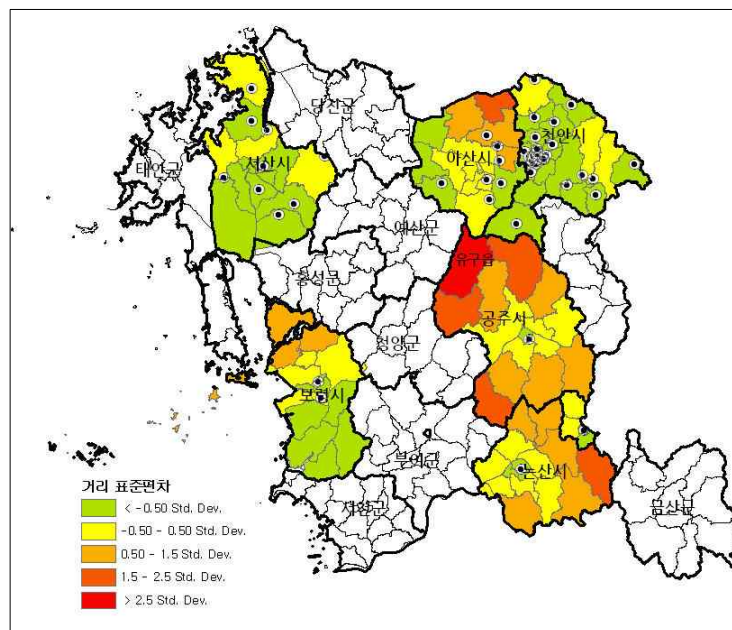 당진군
천안시
아산시
서산시
태안군
예산군
유구읍
홍성군
공주시
청양군
보령시
부여군
논산시
서천군
금산군
거리 표준편차
< -0.50 Std. Dev.
-0.50 - 0.50 Std. Dev.
0.50 - 1.5 Std. Dev.
1.5 - 2.5 Std. Dev.
> 2.5 Std. Dev.